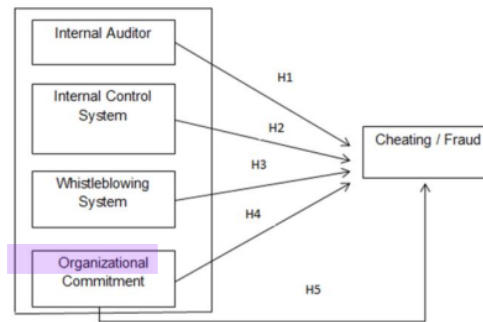 Internal Auditor
H1
Internal Control
System
H2
Cheating / Fraud
H3
Whistleblowing
System
H4
Organizational
Commitment
H5